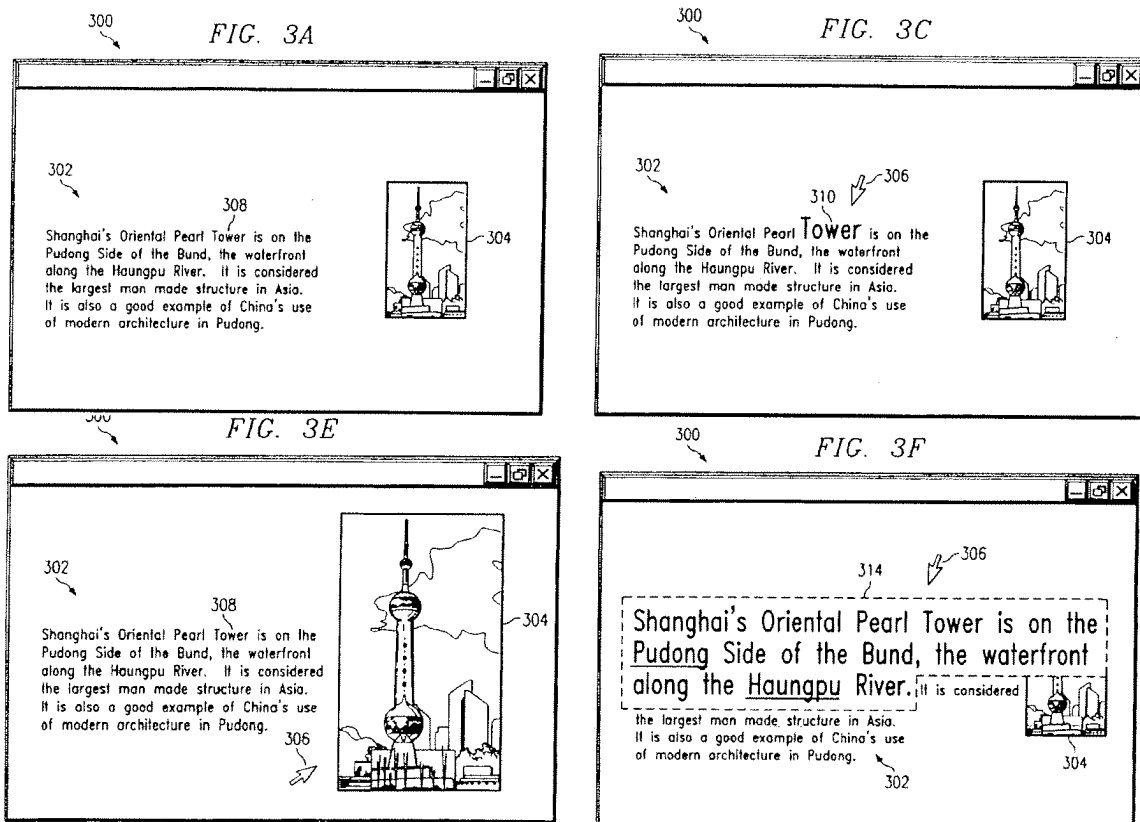 300
FIG. 3A
302
308
Shanghai's Oriental Pearl Tower is on the
Pudong Side of the Bund, the waterfront
along the Haungpu River. It is considered
the largest man made structure in Asia.
It is also a good example of China's use
of modern architecture in Pudong.
304
300
FIG. 3C
302
310
306
Shanghai's Oriental Pearl Tower is on the
Pudong Side of the Bund, the waterfront
along the Haungpu River. It is considered
the largest man made structure in Asia.
It is also a good example of China's use
of modern architecture in Pudong.
304
300
FIG. 3E
302
308
Shanghai's Oriental Pearl Tower is on the
Pudong Side of the Bund, the waterfront
along the Haungpu River. It is considered
the largest man made structure in Asia.
It is also a good example of China's use
of modern architecture in Pudong.
306
304
300
FIG. 3F
314
306
Shanghai's Oriental Pearl Tower is on the
Pudong Side of the Bund, the waterfront
along the Haungpu River. It is considered
the largest man made structure in Asia.
It is also a good example of China's use
of modern architecture in Pudong.
302
304